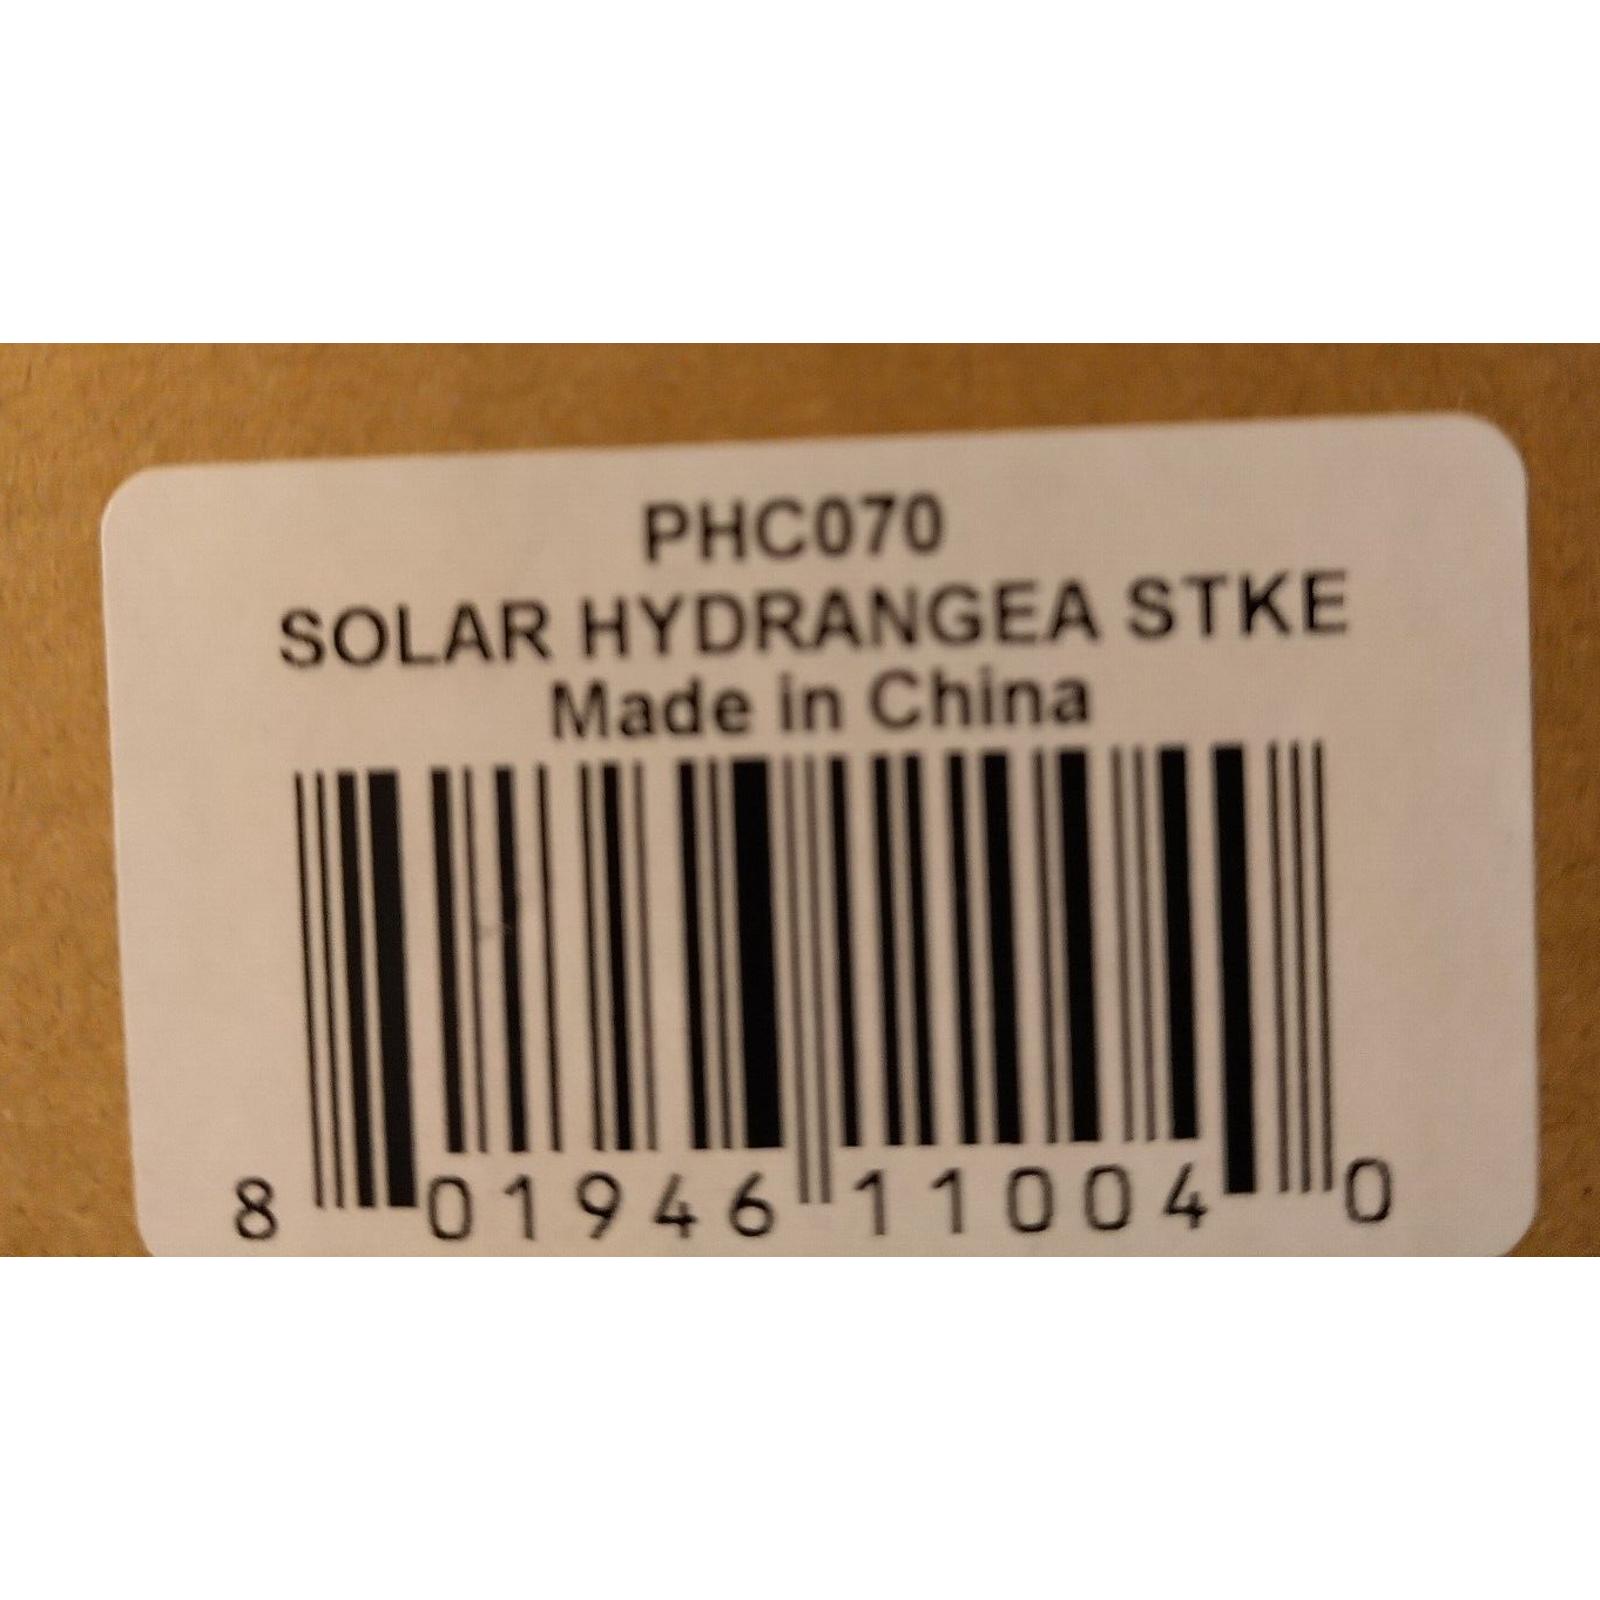 PHC070
SOLAR HYDRANGEA STKE
Made in China
8 01946 11004 0